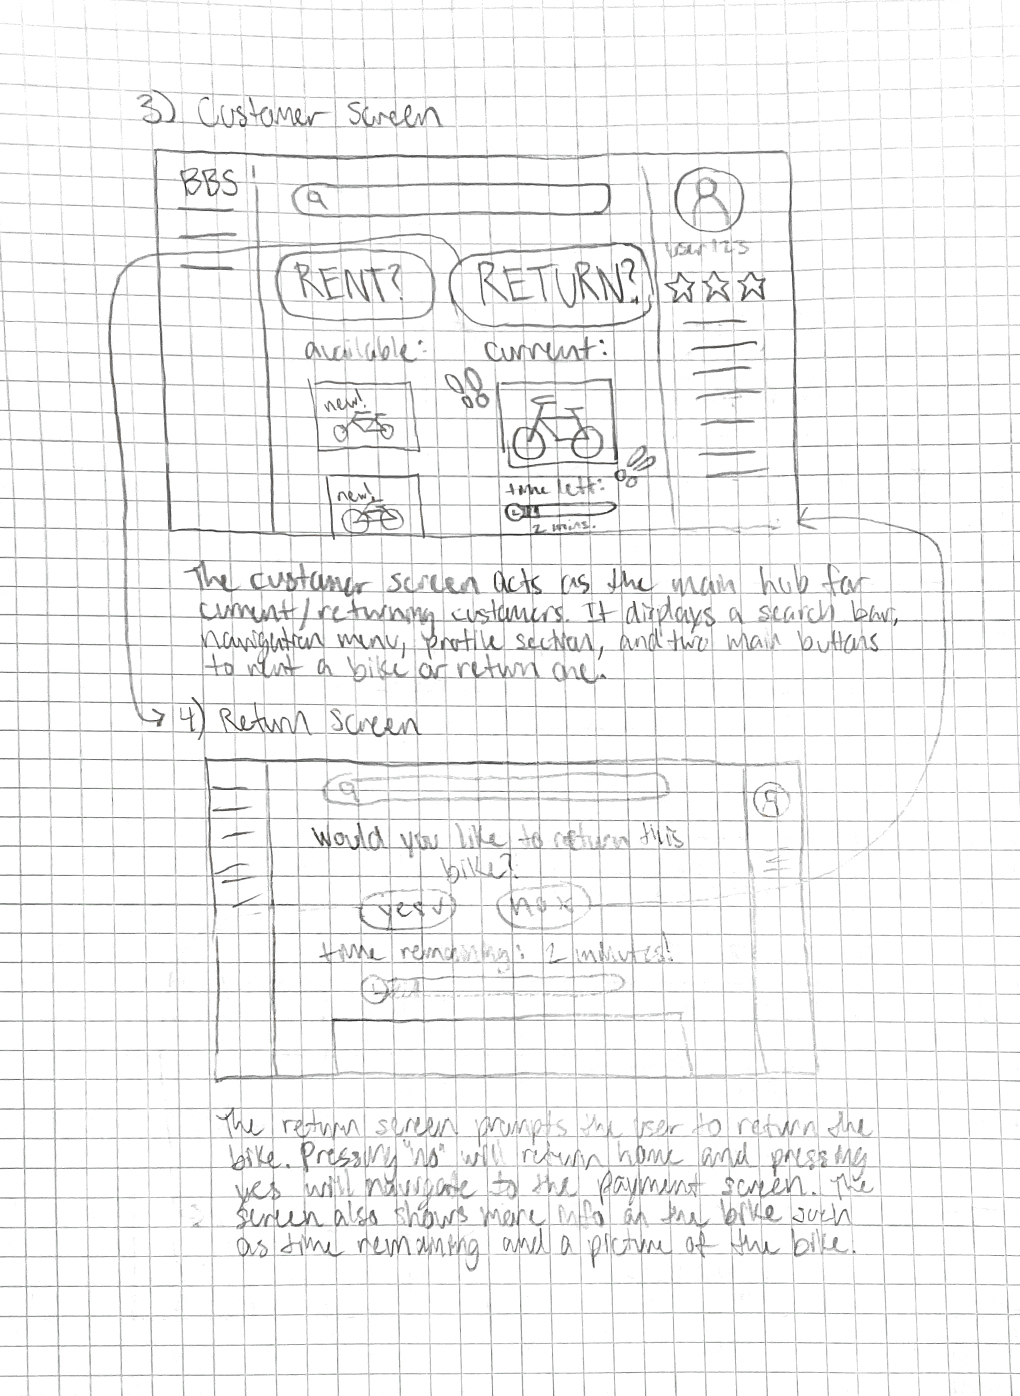 3) Customer Screen
BBS
user123
RENT?
RETURN?
available:
current:
new!
new!
time left:
2 mins.
The customer screen acts as the main hub for
current/returning customers. It displays a search bar,
navigation menu, profile section, and two main buttons
to rent a bike or return one.
4) Return Screen
would you like to return this
bike?
yes ✓
no x
time remaining: 2 minutes!
The return screen prompts the user to return the
bike. Pressing "no" will return home and pressing
yes will navigate to the payment screen. The
screen also shows more info on the bike such
as time remaining and a picture of the bike.